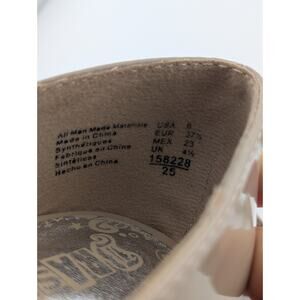 All Man Made Materials USA 6
Made in China EUR 37½
Synthétiques MEX 23
Fabriqué en Chine UK 4½
Sintéticos 158228
Hecho en China 25